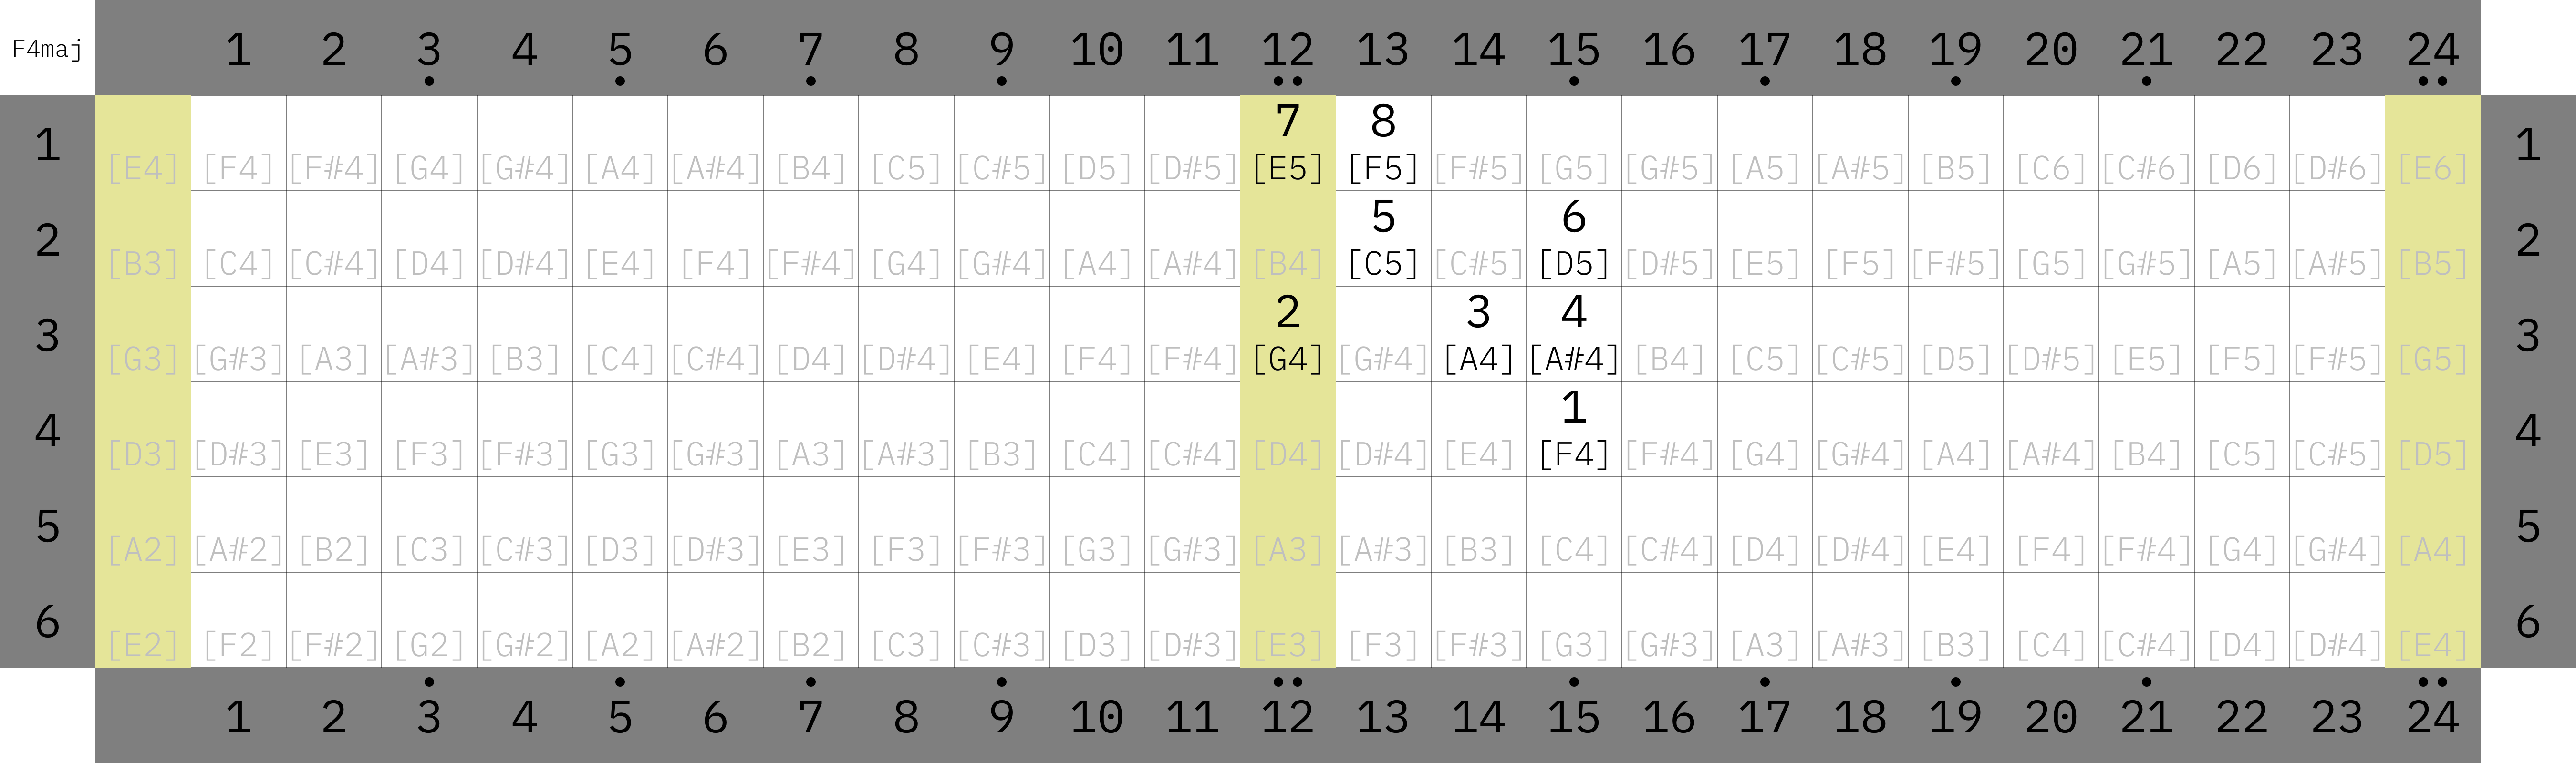 F4maj 1 2 3 4 5 6 7 8 9 10 11 12 13 14 15 16 17 18 19 20 21 22 23 24
7 8
1 [E4] [F4] [F#4] [G4] [G#4] [A4] [A#4] [B4] [C5] [C#5] [D5] [D#5] [E5] [F5] [F#5] [G5] [G#5] [A5] [A#5] [B5] [C6] [C#6] [D6] [D#6] [E6] 1
5 6
2 [B3] [C4] [C#4] [D4] [D#4] [E4] [F4] [F#4] [G4] [G#4] [A4] [A#4] [B4] [C5] [C#5] [D5] [D#5] [E5] [F5] [F#5] [G5] [G#5] [A5] [A#5] [B5] 2
2 3 4
3 [G3] [G#3] [A3] [A#3] [B3] [C4] [C#4] [D4] [D#4] [E4] [F4] [F#4] [G4] [G#4] [A4] [A#4] [B4] [C5] [C#5] [D5] [D#5] [E5] [F5] [F#5] [G5] 3
1
4 [D3] [D#3] [E3] [F3] [F#3] [G3] [G#3] [A3] [A#3] [B3] [C4] [C#4] [D4] [D#4] [E4] [F4] [F#4] [G4] [G#4] [A4] [A#4] [B4] [C5] [C#5] [D5] 4
5 [A2] [A#2] [B2] [C3] [C#3] [D3] [D#3] [E3] [F3] [F#3] [G3] [G#3] [A3] [A#3] [B3] [C4] [C#4] [D4] [D#4] [E4] [F4] [F#4] [G4] [G#4] [A4] 5
6 [E2] [F2] [F#2] [G2] [G#2] [A2] [A#2] [B2] [C3] [C#3] [D3] [D#3] [E3] [F3] [F#3] [G3] [G#3] [A3] [A#3] [B3] [C4] [C#4] [D4] [D#4] [E4] 6
1 2 3 4 5 6 7 8 9 10 11 12 13 14 15 16 17 18 19 20 21 22 23 24